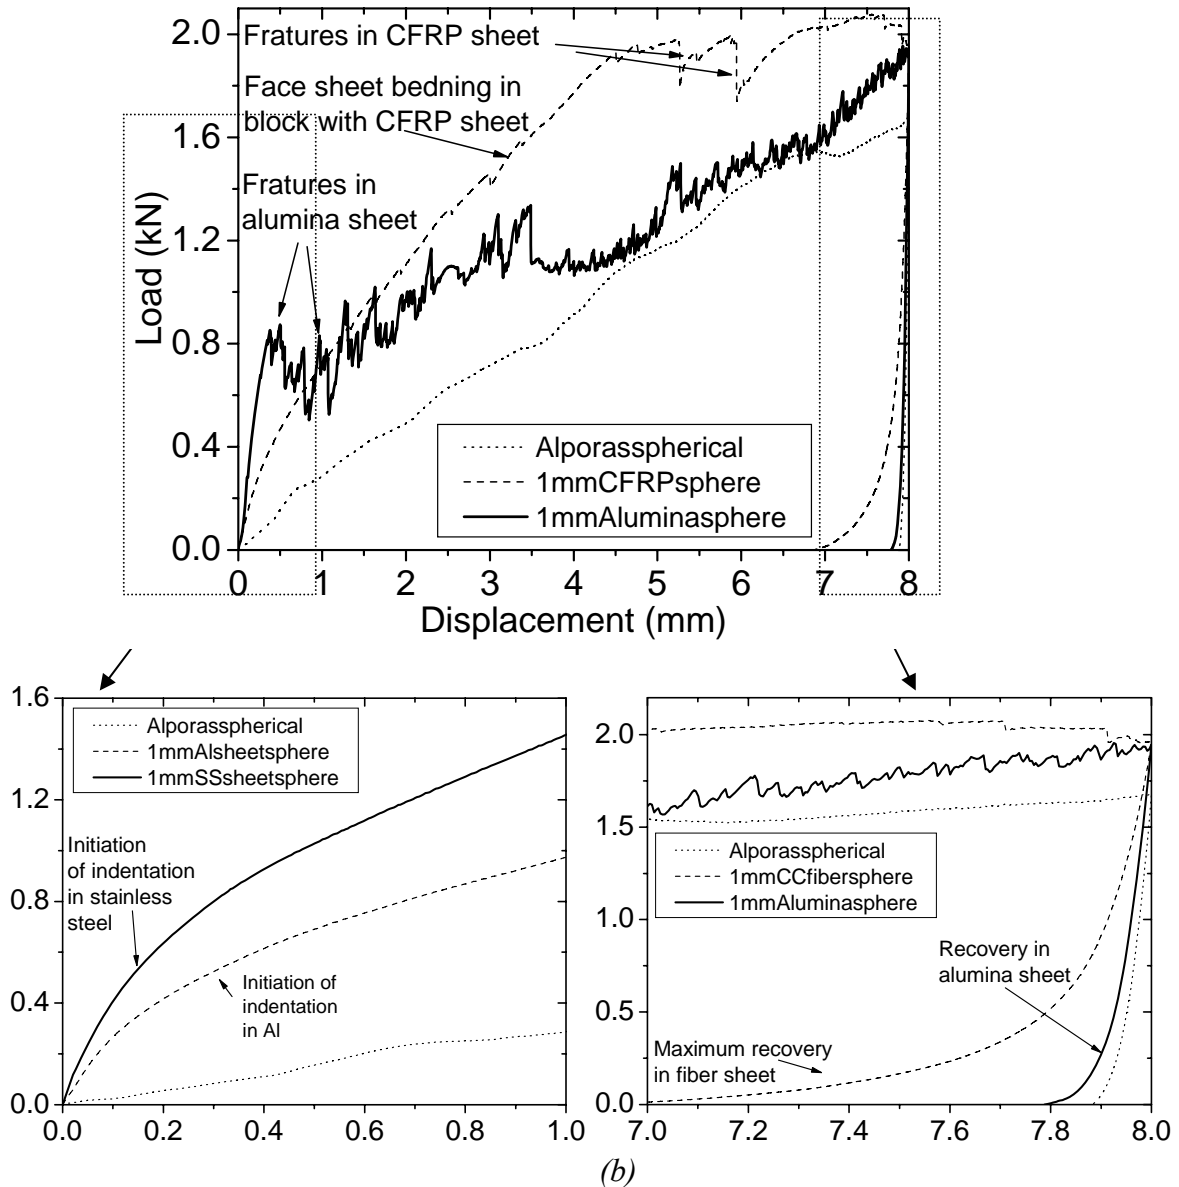 Fratures in CFRP sheet
Face sheet bedning in
block with CFRP sheet
Fratures in
alumina sheet
2.0
1.6
1.2
0.8
0.4
0.0
Load (kN)
Alporasspherical
1mmCFRPsphere
1mmAluminasphere
0 1 2 3 4 5 6 7 8
Displacement (mm)
1.6
1.2
0.8
0.4
0.0
Alporasspherical
1mmAlsheetsphere
1mmSSsheetsphere
Initiation
of indentation
in stainless
steel
Initiation of
indentation
in Al
0.0 0.2 0.4 0.6 0.8 1.0
2.0
1.5
1.0
0.5
0.0
Alporasspherical
1mmCCfibersphere
1mmAluminasphere
Recovery in
alumina sheet
Maximum recovery
in fiber sheet
7.0 7.2 7.4 7.6 7.8 8.0
(b)